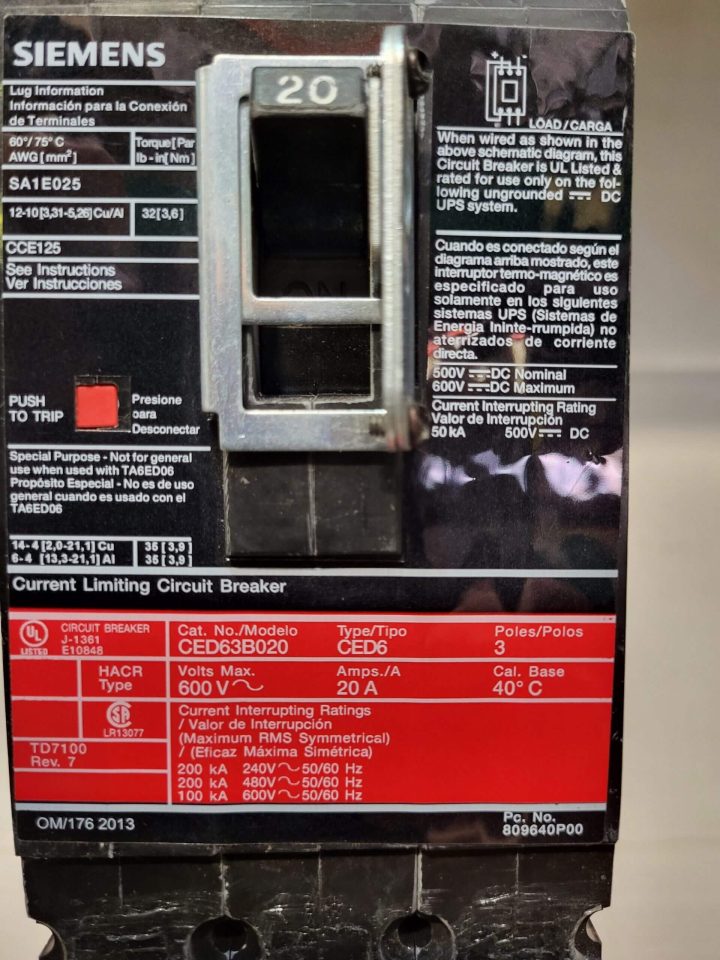 SIEMENS
Lug Information
Información para la Conexión
de Terminales
60°/75°C
AWG[mm²]
Torque[Par
lb-in[Nm]
SA1E025
12-10[3,31-5,26]Cu/Al
32[3,6]
CCE125
See Instructions
Ver Instrucciones
PUSH
TO TRIP
Presione
para
Desconectar
Special Purpose - Not for general
use when used with TA6ED06
Propósito Especial - No es de uso
general cuando es usado con el
TA6ED06
14-4 [2,0-21,1] Cu
35 [3,9]
6-4 [13,3-21,1] Al
35 [3,9]
20
ON
LOAD/CARGA
When wired as shown in the
above schematic diagram, this
Circuit Breaker is UL Listed &
rated for use only on the fol-
lowing ungrounded ⎓ DC
UPS system.
Cuando es conectado según el
diagrama arriba mostrado, este
interruptor termo-magnético es
especificado para uso
solamente en los siguientes
sistemas UPS (Sistemas de
Energia Ininte-rrumpida) no
aterrizados de corriente
directa.
500V ⎓ DC Nominal
600V ⎓ DC Maximum
Current Interrupting Rating
Valor de Interrupción
50 kA 500V ⎓ DC
Current Limiting Circuit Breaker
UL
LISTED
CIRCUIT BREAKER
J-1361
E10848
Cat. No./Modelo
CED63B020
Type/Tipo
CED6
Poles/Polos
3
HACR
Type
Volts Max.
600 V∼
Amps./A
20 A
Cal. Base
40° C
SA
LR13077
TD7100
Rev. 7
Current Interrupting Ratings
/ Valor de Interrupción
(Maximum RMS Symmetrical)
/ (Eficaz Máxima Simétrica)
200 kA 240V∼50/60 Hz
200 kA 480V∼50/60 Hz
100 kA 600V∼50/60 Hz
OM/176 2013
Pc. No.
809640P00